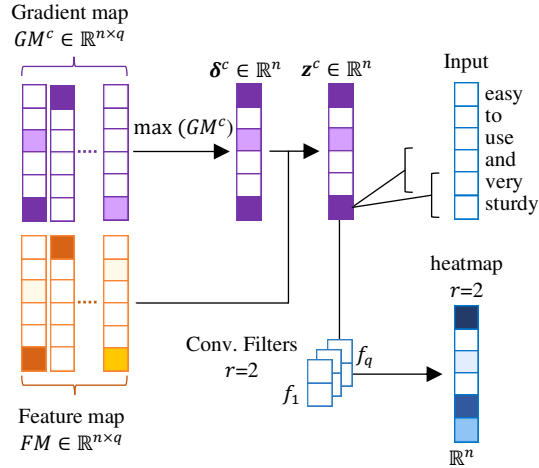 Gradient map
GM^c ∈ ℝ^{n×q}
δ^c ∈ ℝ^n
z^c ∈ ℝ^n
Input
easy
to
use
and
very
sturdy
max (GM^c)
....
....
heatmap
r=2
Conv. Filters
r=2
f_q
f_1
Feature map
FM ∈ ℝ^{n×q}
ℝ^n